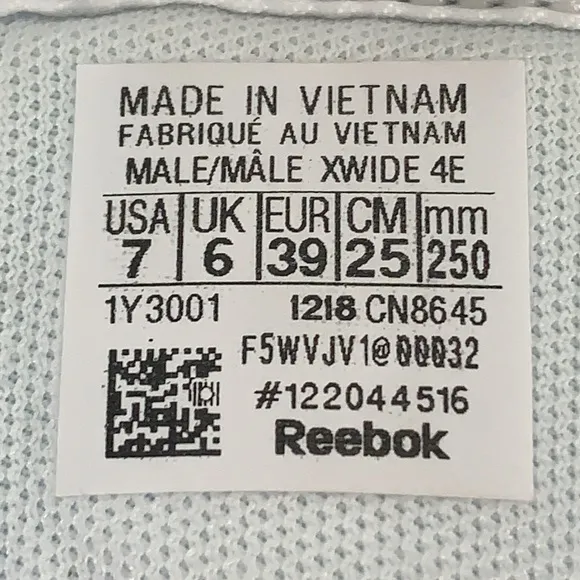 MADE IN VIETNAM
FABRIQUÉ AU VIETNAM
MALE/MÂLE XWIDE 4E
USA UK EUR CM mm
7 6 39 25 250
1Y3001 1218 CN8645
F5WVJV1@00032
#122044516
Reebok